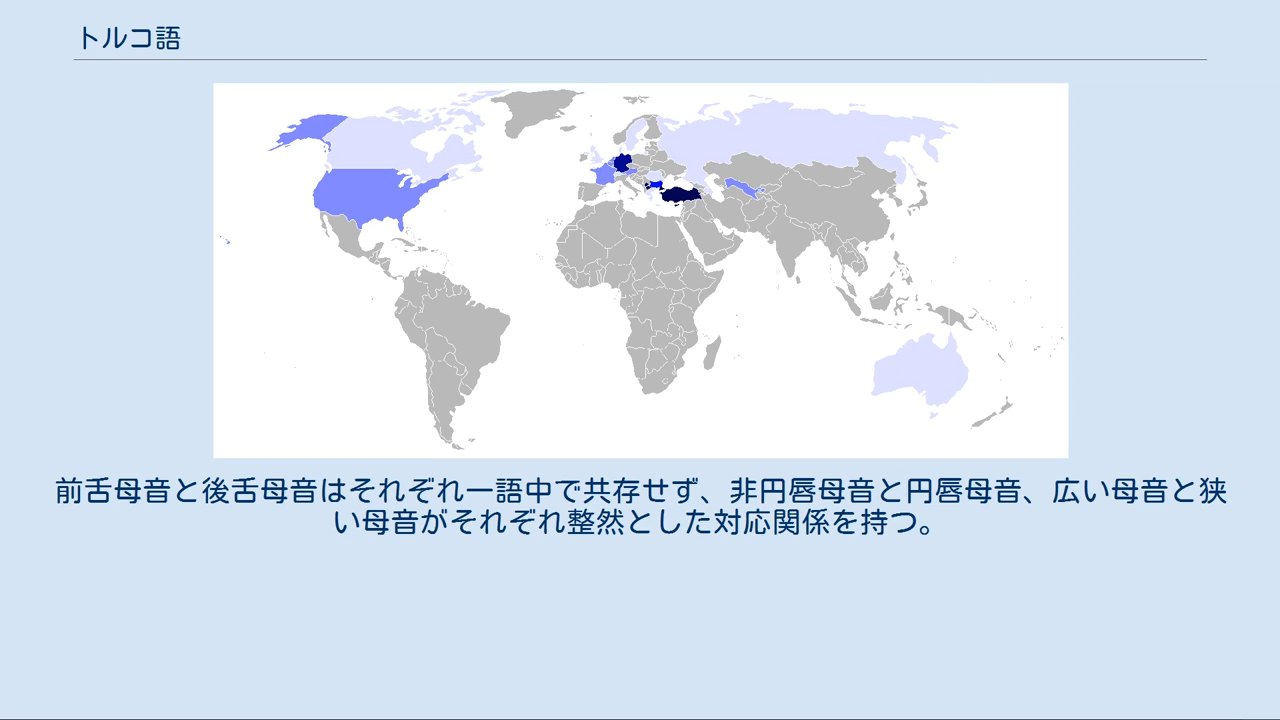 トルコ語
前舌母音と後舌母音はそれぞれ一語中で共存せず、非円唇母音と円唇母音、広い母音と狭
い母音がそれぞれ整然とした対応関係を持つ。